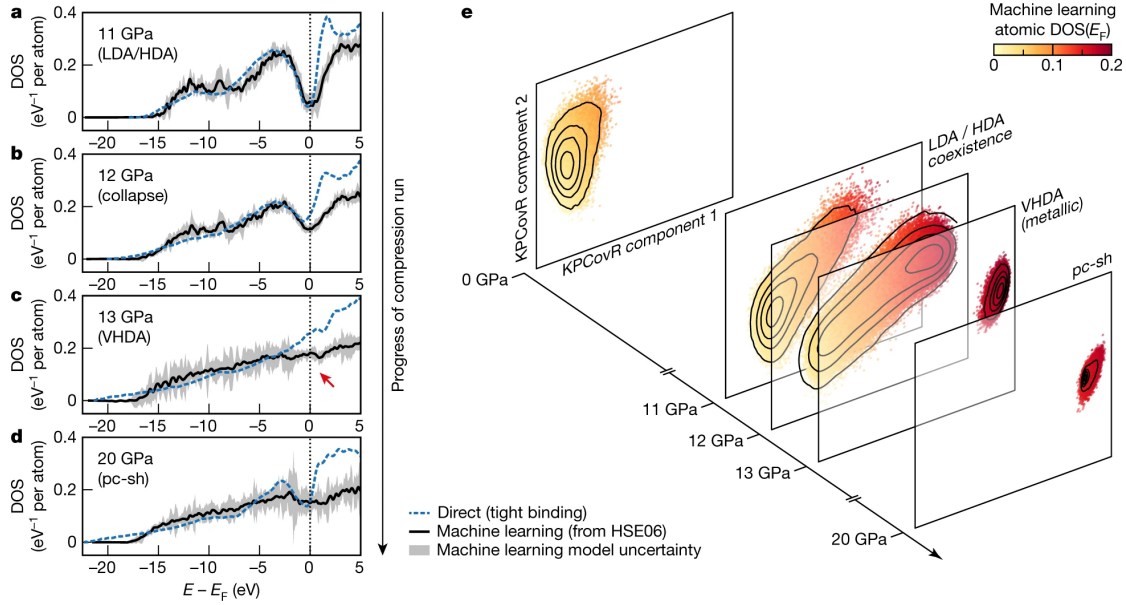 a
0.4
0.2
0
DOS
(eV⁻¹ per atom)
11 GPa
(LDA/HDA)
−20
−15
−10
−5
0
5
b
0.4
0.2
0
DOS
(eV⁻¹ per atom)
12 GPa
(collapse)
−20
−15
−10
−5
0
5
c
0.4
0.2
0
DOS
(eV⁻¹ per atom)
13 GPa
(VHDA)
−20
−15
−10
−5
0
5
d
0.4
0.2
0
DOS
(eV⁻¹ per atom)
20 GPa
(pc-sh)
−20
−15
−10
−5
0
5
E − E_F (eV)
Progress of compression run
Direct (tight binding)
Machine learning (from HSE06)
Machine learning model uncertainty
e
Machine learning
atomic DOS(E_F)
0
0.1
0.2
KPCovR component 2
KPCovR component 1
LDA / HDA
coexistence
VHDA
(metallic)
pc-sh
0 GPa
11 GPa
12 GPa
13 GPa
20 GPa